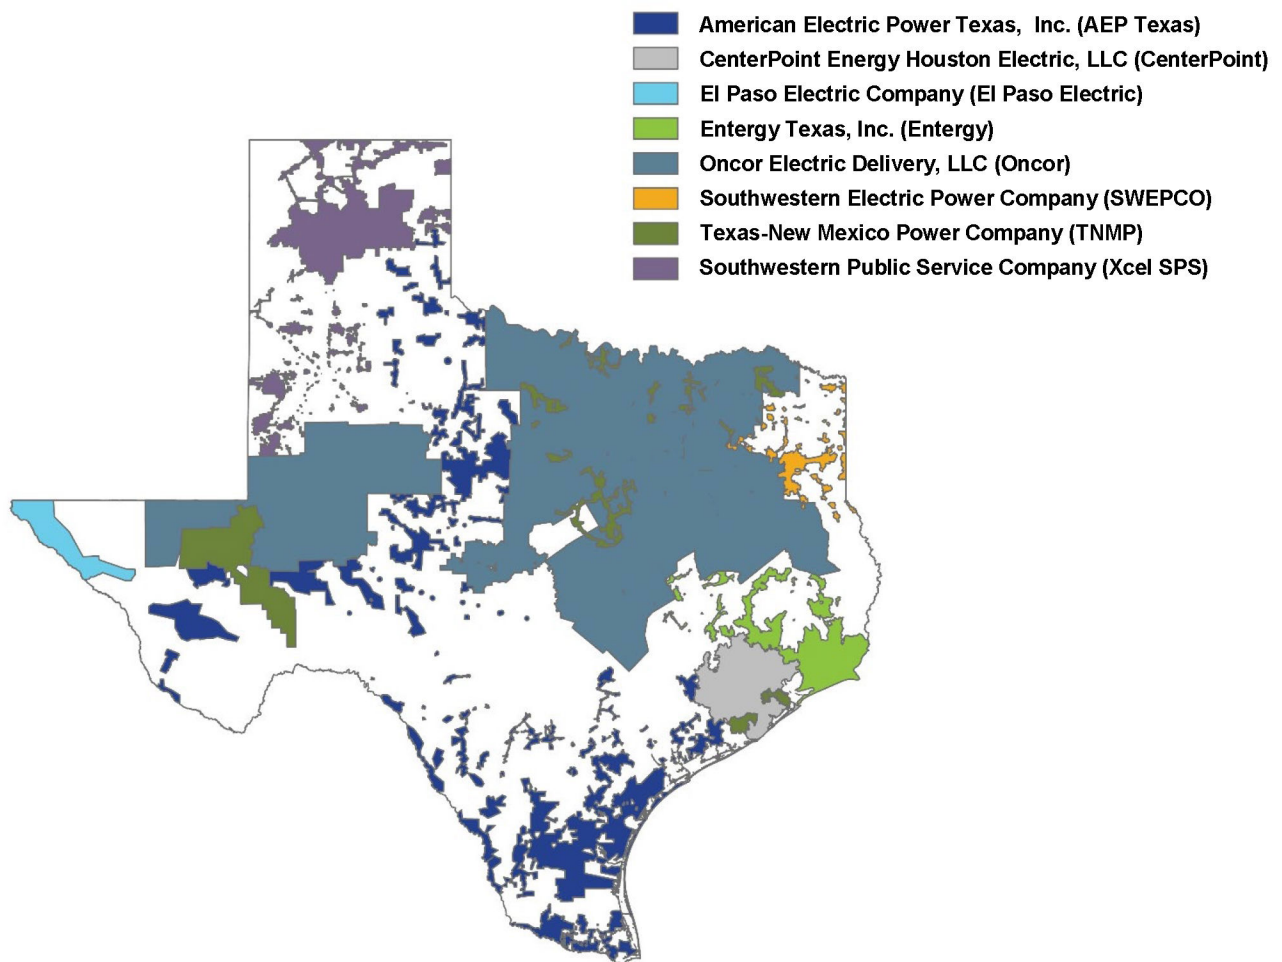 American Electric Power Texas, Inc. (AEP Texas)
CenterPoint Energy Houston Electric, LLC (CenterPoint)
El Paso Electric Company (El Paso Electric)
Entergy Texas, Inc. (Entergy)
Oncor Electric Delivery, LLC (Oncor)
Southwestern Electric Power Company (SWEPCO)
Texas-New Mexico Power Company (TNMP)
Southwestern Public Service Company (Xcel SPS)